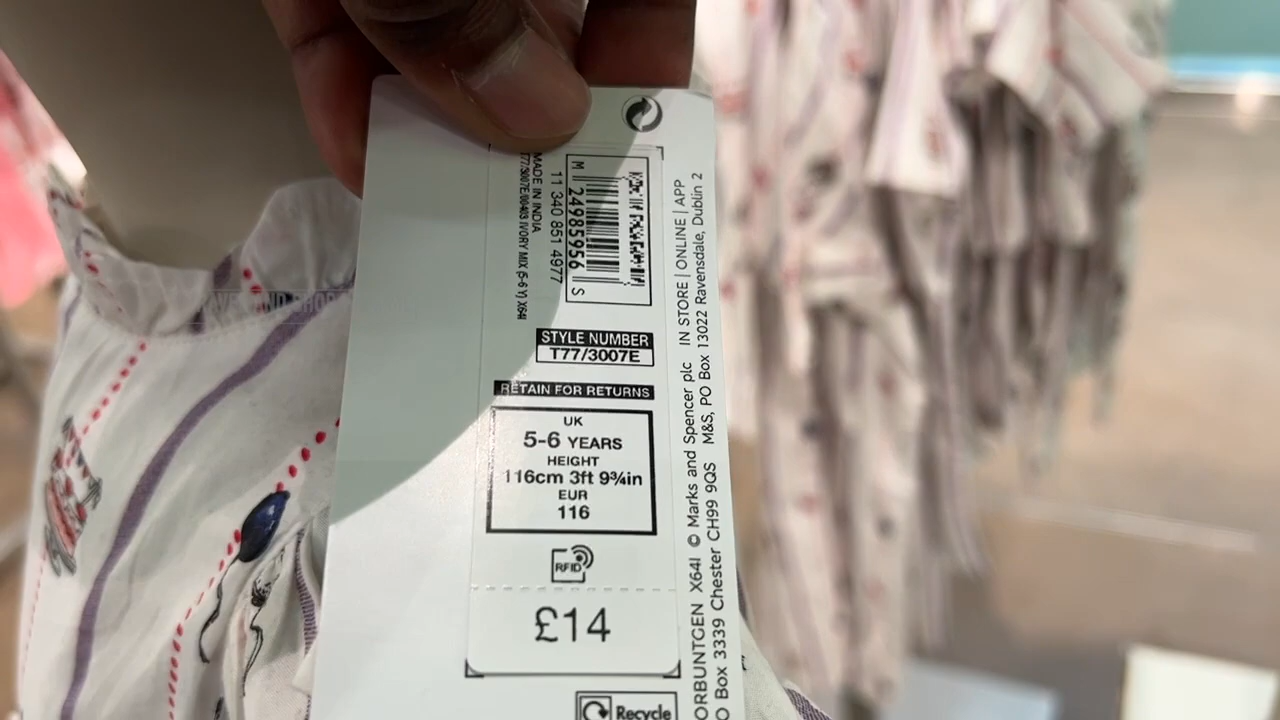 M 24985956 S
11 340 851 4977
MADE IN INDIA
T77/3007E/00463 IVORY MIX (5-6 Y) X64I
STYLE NUMBER
T77/3007E
RETAIN FOR RETURNS
UK
5-6 YEARS
HEIGHT
116cm 3ft 9¾in
EUR
116
RFID
£14
Recycle
ORBUNTGEN X64I © Marks and Spencer plc IN STORE | ONLINE | APP
O Box 3339 Chester CH99 9QS M&S, PO Box 13022 Ravensdale, Dublin 2